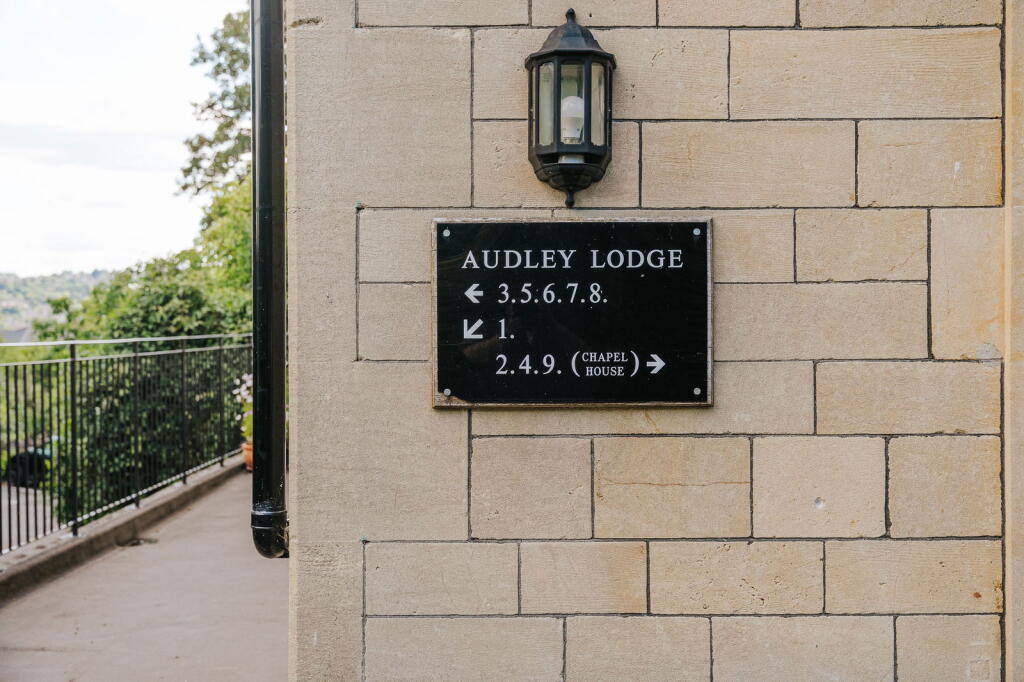 AUDLEY LODGE
← 3.5.6.7.8.
↙ 1.
2.4.9. (CHAPEL HOUSE) →